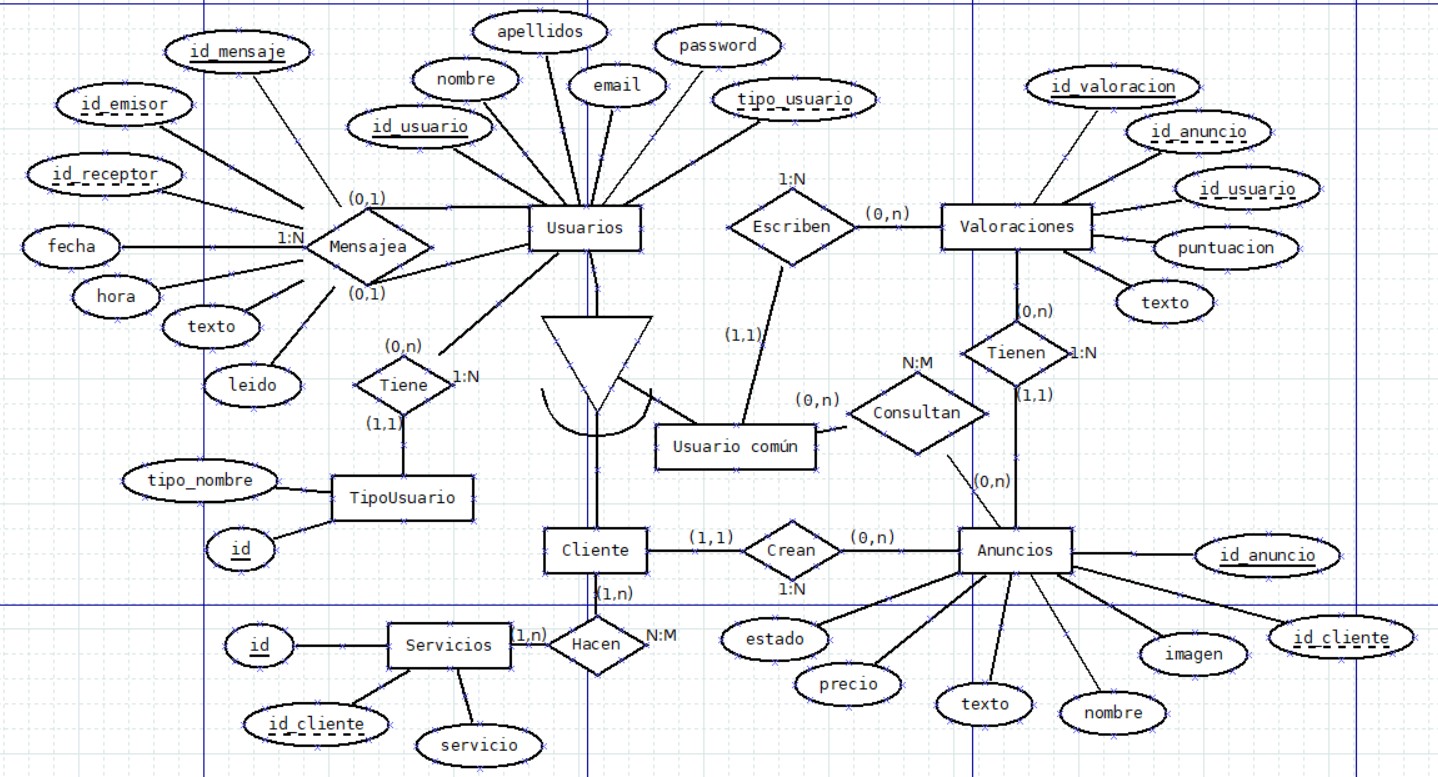 apellidos
id_mensaje
password
nombre
email
id_valoracion
id_emisor
tipo_usuario
id_usuario
id_anuncio
id_receptor
1:N
id_usuario
(0,1)
(0,n)
Usuarios
Escriben
Valoraciones
1:N
Mensajea
fecha
puntuacion
hora
(0,1)
texto
texto
(0,n)
(1,1)
(0,n)
Tienen
1:N
N:M
leido
Tiene
1:N
(1,1)
(0,n)
Consultan
(1,1)
Usuario común
tipo_nombre
(0,n)
TipoUsuario
id
Cliente
(1,1)
Crean
(0,n)
Anuncios
id_anuncio
1:N
(1,n)
id
Servicios
(1,n)
Hacen
N:M
estado
id_cliente
imagen
precio
texto
nombre
id_cliente
servicio